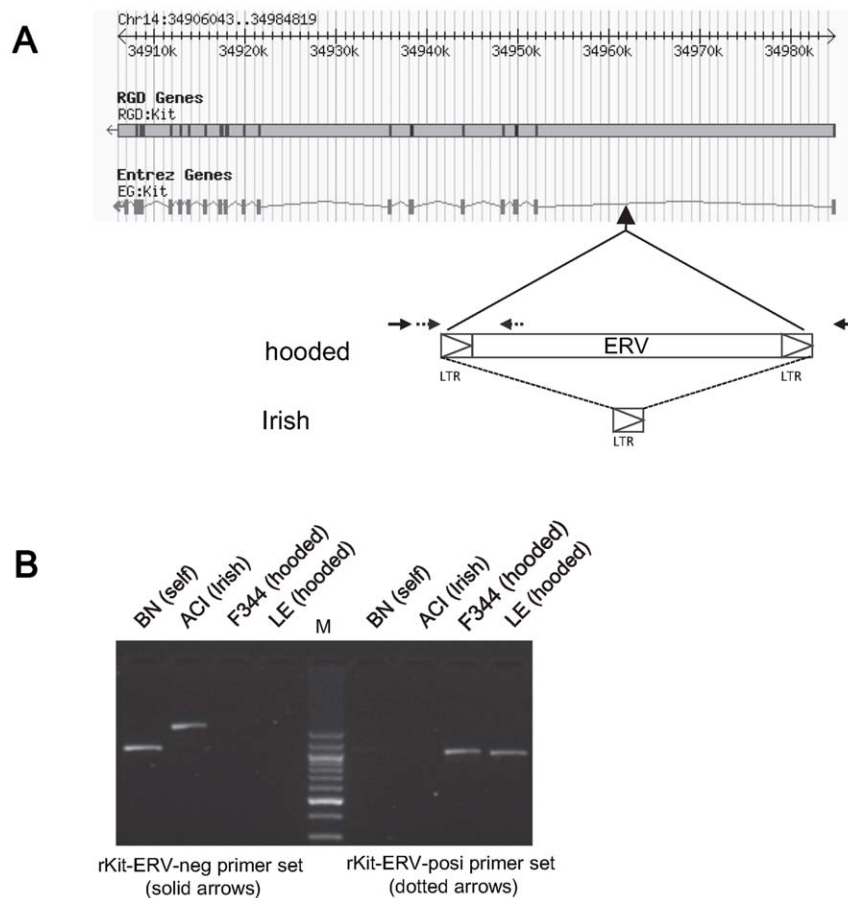 A
Chr14:34906043..34984819
34910k 34920k 34930k 34940k 34950k 34960k 34970k 34980k
RGD Genes
RGD:Kit
Entrez Genes
EG:Kit
hooded
ERV
LTR
LTR
Irish
LTR
B
BN (self)
ACI (Irish)
F344 (hooded)
LE (hooded)
M
BN (self)
ACI (Irish)
F344 (hooded)
LE (hooded)
rKit-ERV-neg primer set
(solid arrows)
rKit-ERV-posi primer set
(dotted arrows)